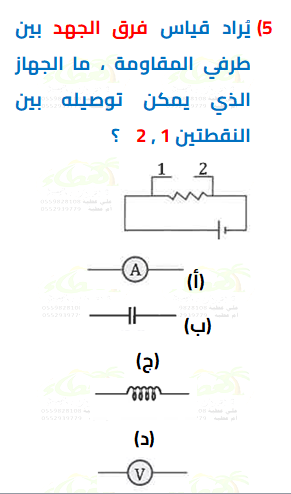 5) يُراد قياس فرق الجهد بين
طرفي المقاومة ، ما الجهاز
الذي يمكن توصيله بين
النقطتين 1 , 2 ؟
1 2
A
(أ)
(ب)
(ج)
(د)
V